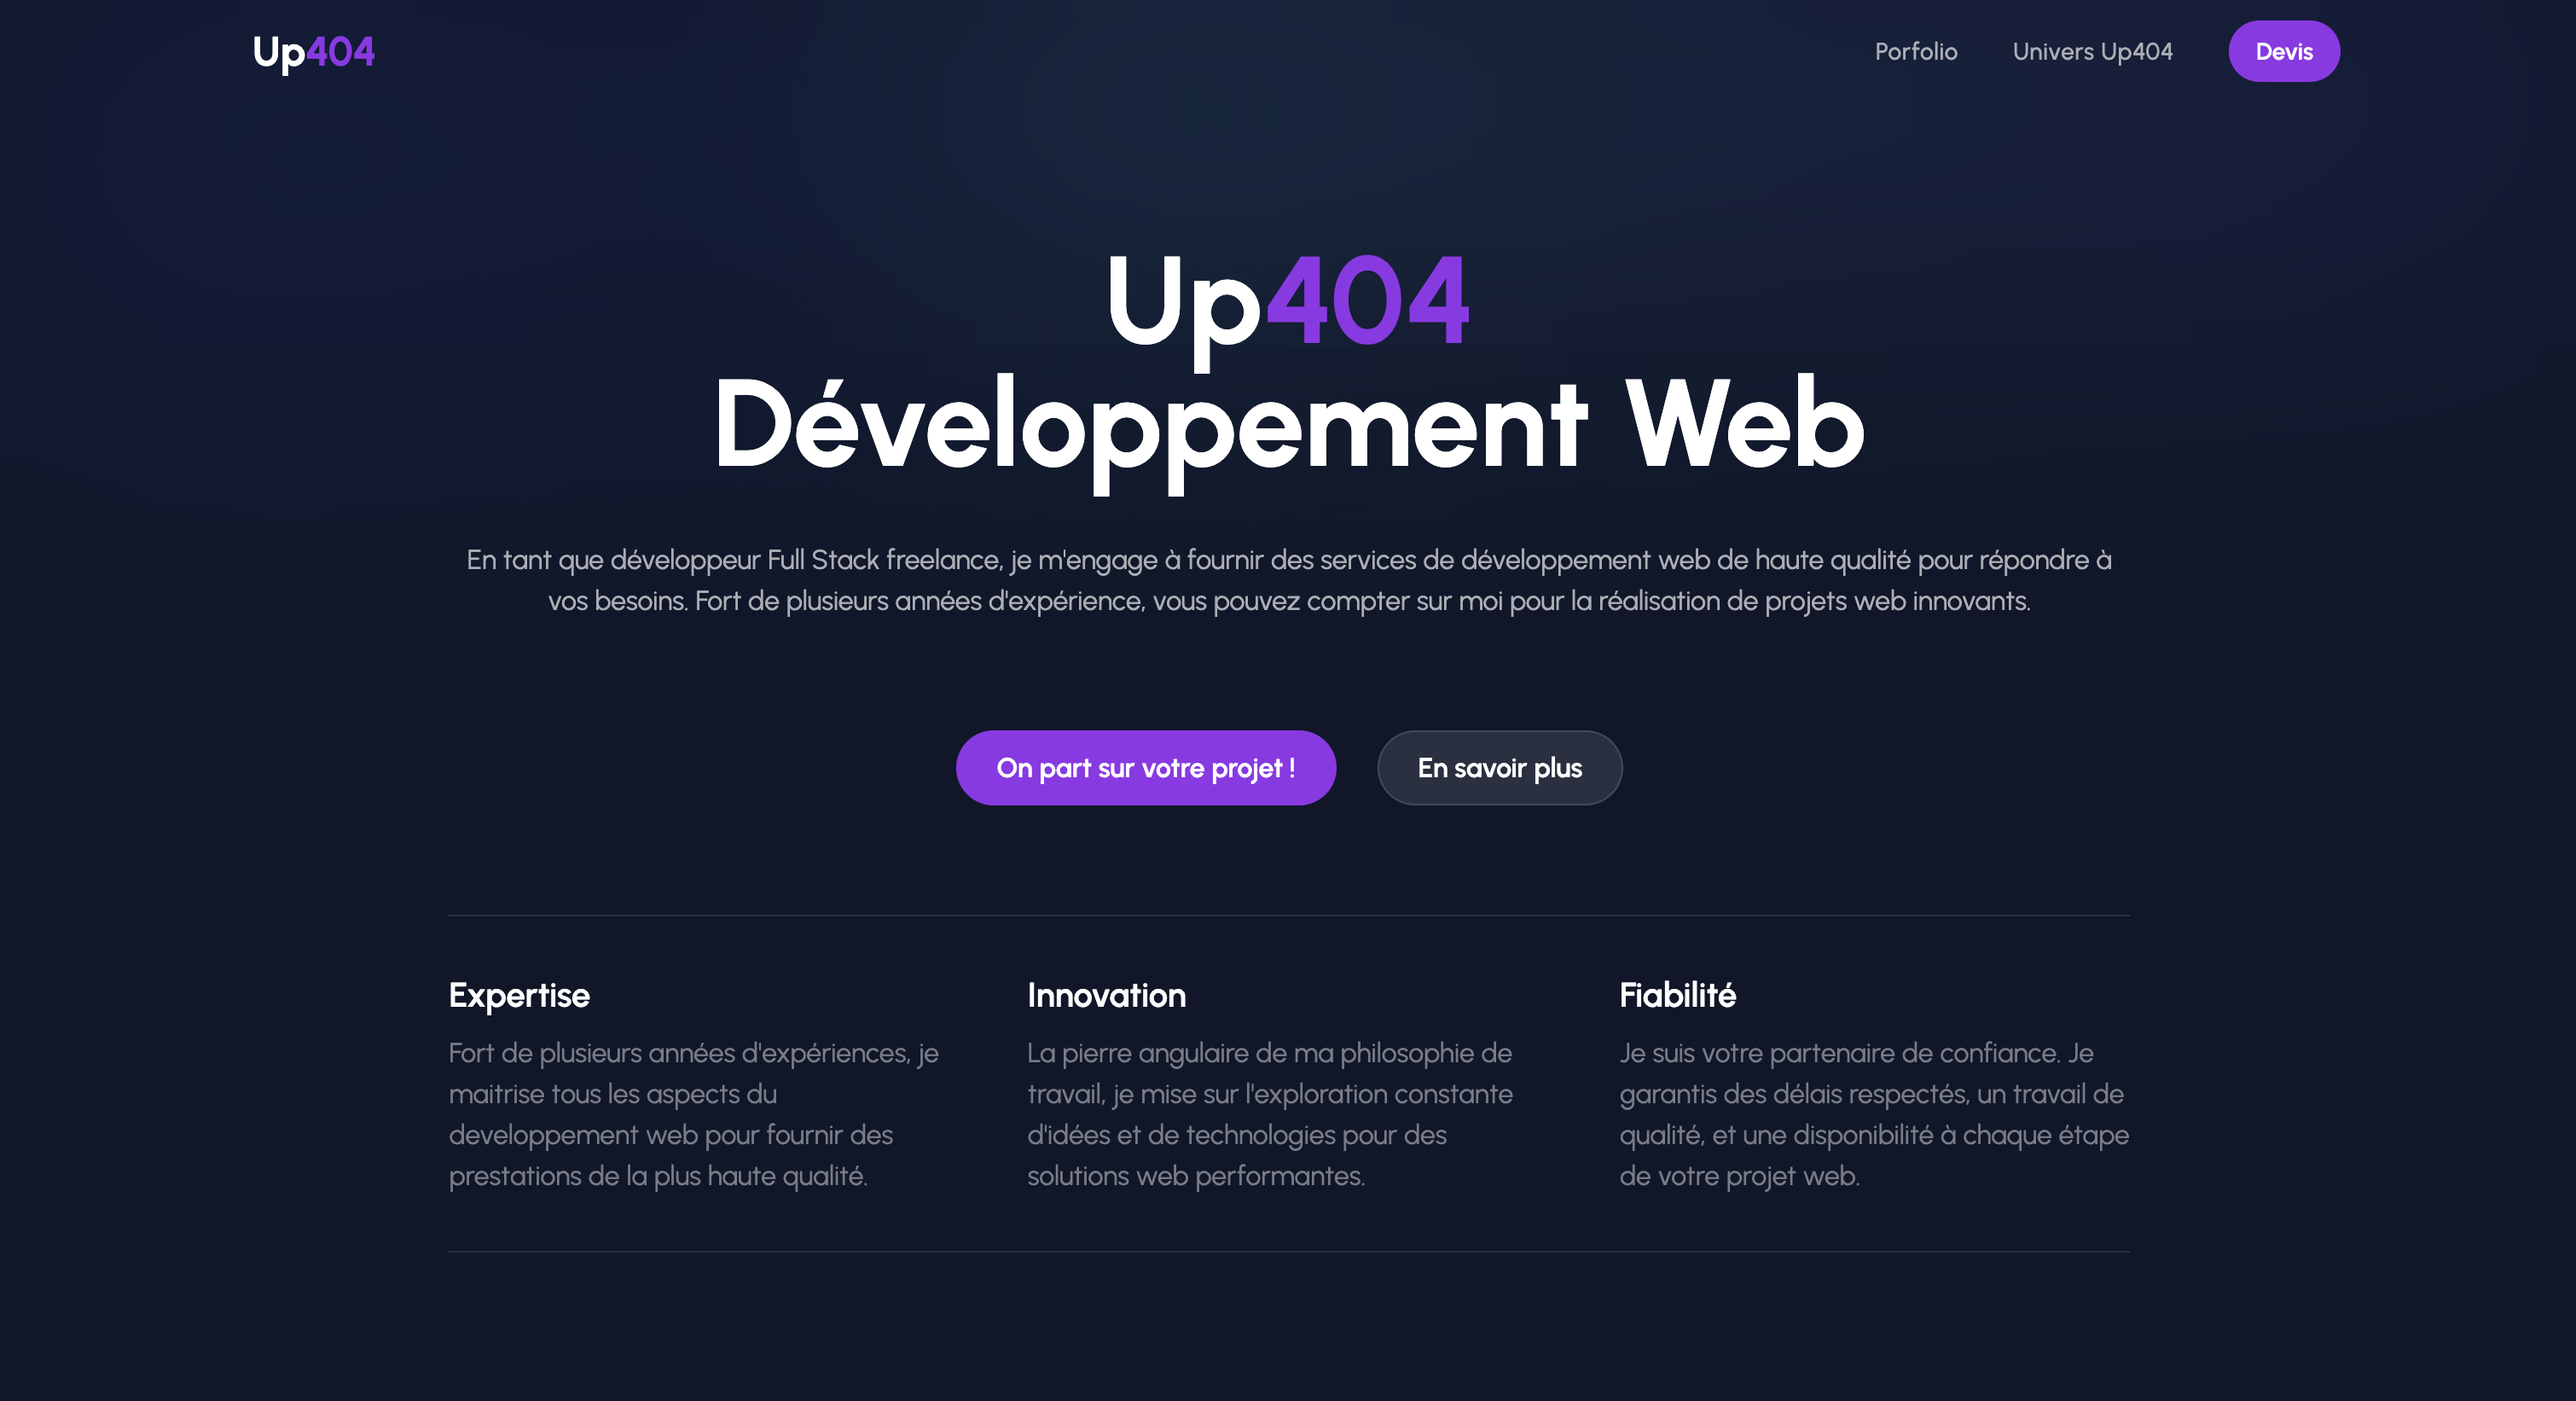 Up404
Porfolio
Univers Up404
Devis
Up404
Développement Web
En tant que développeur Full Stack freelance, je m'engage à fournir des services de développement web de haute qualité pour répondre à
vos besoins. Fort de plusieurs années d'expérience, vous pouvez compter sur moi pour la réalisation de projets web innovants.
On part sur votre projet !
En savoir plus
Expertise
Fort de plusieurs années d'expériences, je
maitrise tous les aspects du
developpement web pour fournir des
prestations de la plus haute qualité.
Innovation
La pierre angulaire de ma philosophie de
travail, je mise sur l'exploration constante
d'idées et de technologies pour des
solutions web performantes.
Fiabilité
Je suis votre partenaire de confiance. Je
garantis des délais respectés, un travail de
qualité, et une disponibilité à chaque étape
de votre projet web.